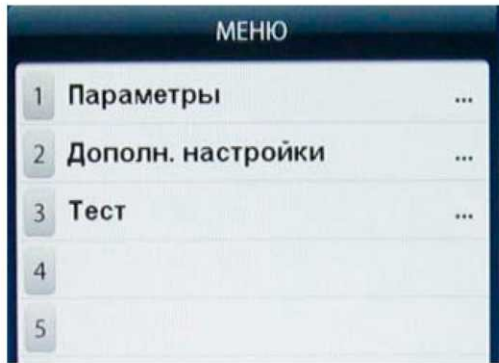 МЕНЮ
1 Параметры ...
2 Дополн. настройки ...
3 Тест ...
4
5